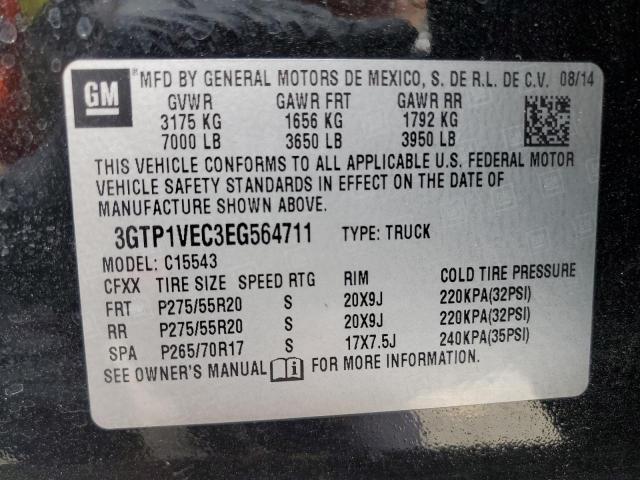 GM ® MFD BY GENERAL MOTORS DE MEXICO, S. DE R.L. DE C.V. 08/14
GVWR GAWR FRT GAWR RR
3175 KG 1656 KG 1792 KG
7000 LB 3650 LB 3950 LB
THIS VEHICLE CONFORMS TO ALL APPLICABLE U.S. FEDERAL MOTOR
VEHICLE SAFETY STANDARDS IN EFFECT ON THE DATE OF
MANUFACTURE SHOWN ABOVE.
3GTP1VEC3EG564711 TYPE: TRUCK
MODEL: C15543
CFXX TIRE SIZE SPEED RTG RIM COLD TIRE PRESSURE
FRT P275/55R20 S 20X9J 220KPA(32PSI)
RR P275/55R20 S 20X9J 220KPA(32PSI)
SPA P265/70R17 S 17X7.5J 240KPA(35PSI)
SEE OWNER'S MANUAL FOR MORE INFORMATION.